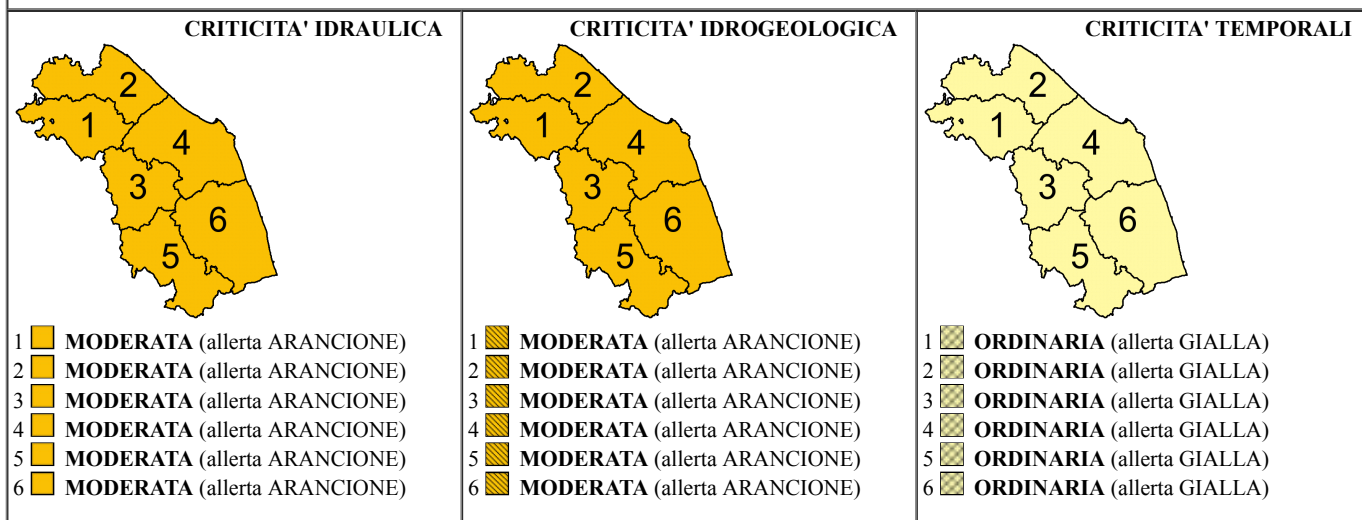 CRITICITA' IDRAULICA
2
1
4
3
6
5
1 MODERATA (allerta ARANCIONE)
2 MODERATA (allerta ARANCIONE)
3 MODERATA (allerta ARANCIONE)
4 MODERATA (allerta ARANCIONE)
5 MODERATA (allerta ARANCIONE)
6 MODERATA (allerta ARANCIONE)
CRITICITA' IDROGEOLOGICA
2
1
4
3
6
5
1 MODERATA (allerta ARANCIONE)
2 MODERATA (allerta ARANCIONE)
3 MODERATA (allerta ARANCIONE)
4 MODERATA (allerta ARANCIONE)
5 MODERATA (allerta ARANCIONE)
6 MODERATA (allerta ARANCIONE)
CRITICITA' TEMPORALI
2
1
4
3
6
5
1 ORDINARIA (allerta GIALLA)
2 ORDINARIA (allerta GIALLA)
3 ORDINARIA (allerta GIALLA)
4 ORDINARIA (allerta GIALLA)
5 ORDINARIA (allerta GIALLA)
6 ORDINARIA (allerta GIALLA)